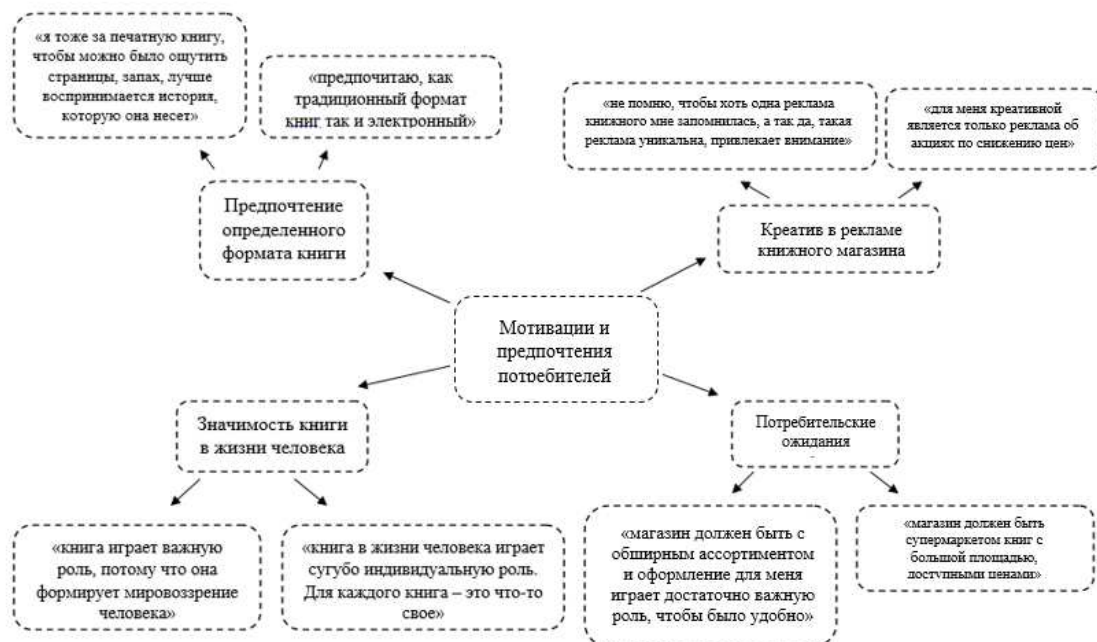 «я тоже за печатную книгу,
чтобы можно было ощутить
страницы, запах, лучше
воспринимается история,
которую она несет»
«предпочитаю, как
традиционный формат
книг так и электронный»
«не помню, чтобы хоть одна реклама
книжного мне запомнилась, а так да, такая
реклама уникальна, привлекает внимание»
«для меня креативной
является только реклама об
акциях по снижению цен»
Предпочтение
определенного
формата книги
Креатив в рекламе
книжного магазина
Мотивации и
предпочтения
потребителей
Значимость книги
в жизни человека
Потребительские
ожидания
«книга играет важную
роль, потому что она
формирует мировоззрение
человека»
«книга в жизни человека играет
сугубо индивидуальную роль.
Для каждого книга – это что-то
свое»
«магазин должен быть с
обширным ассортиментом
и оформление для меня
играет достаточно важную
роль, чтобы было удобно»
«магазин должен быть
супермаркетом книг с
большой площадью,
доступными ценами»